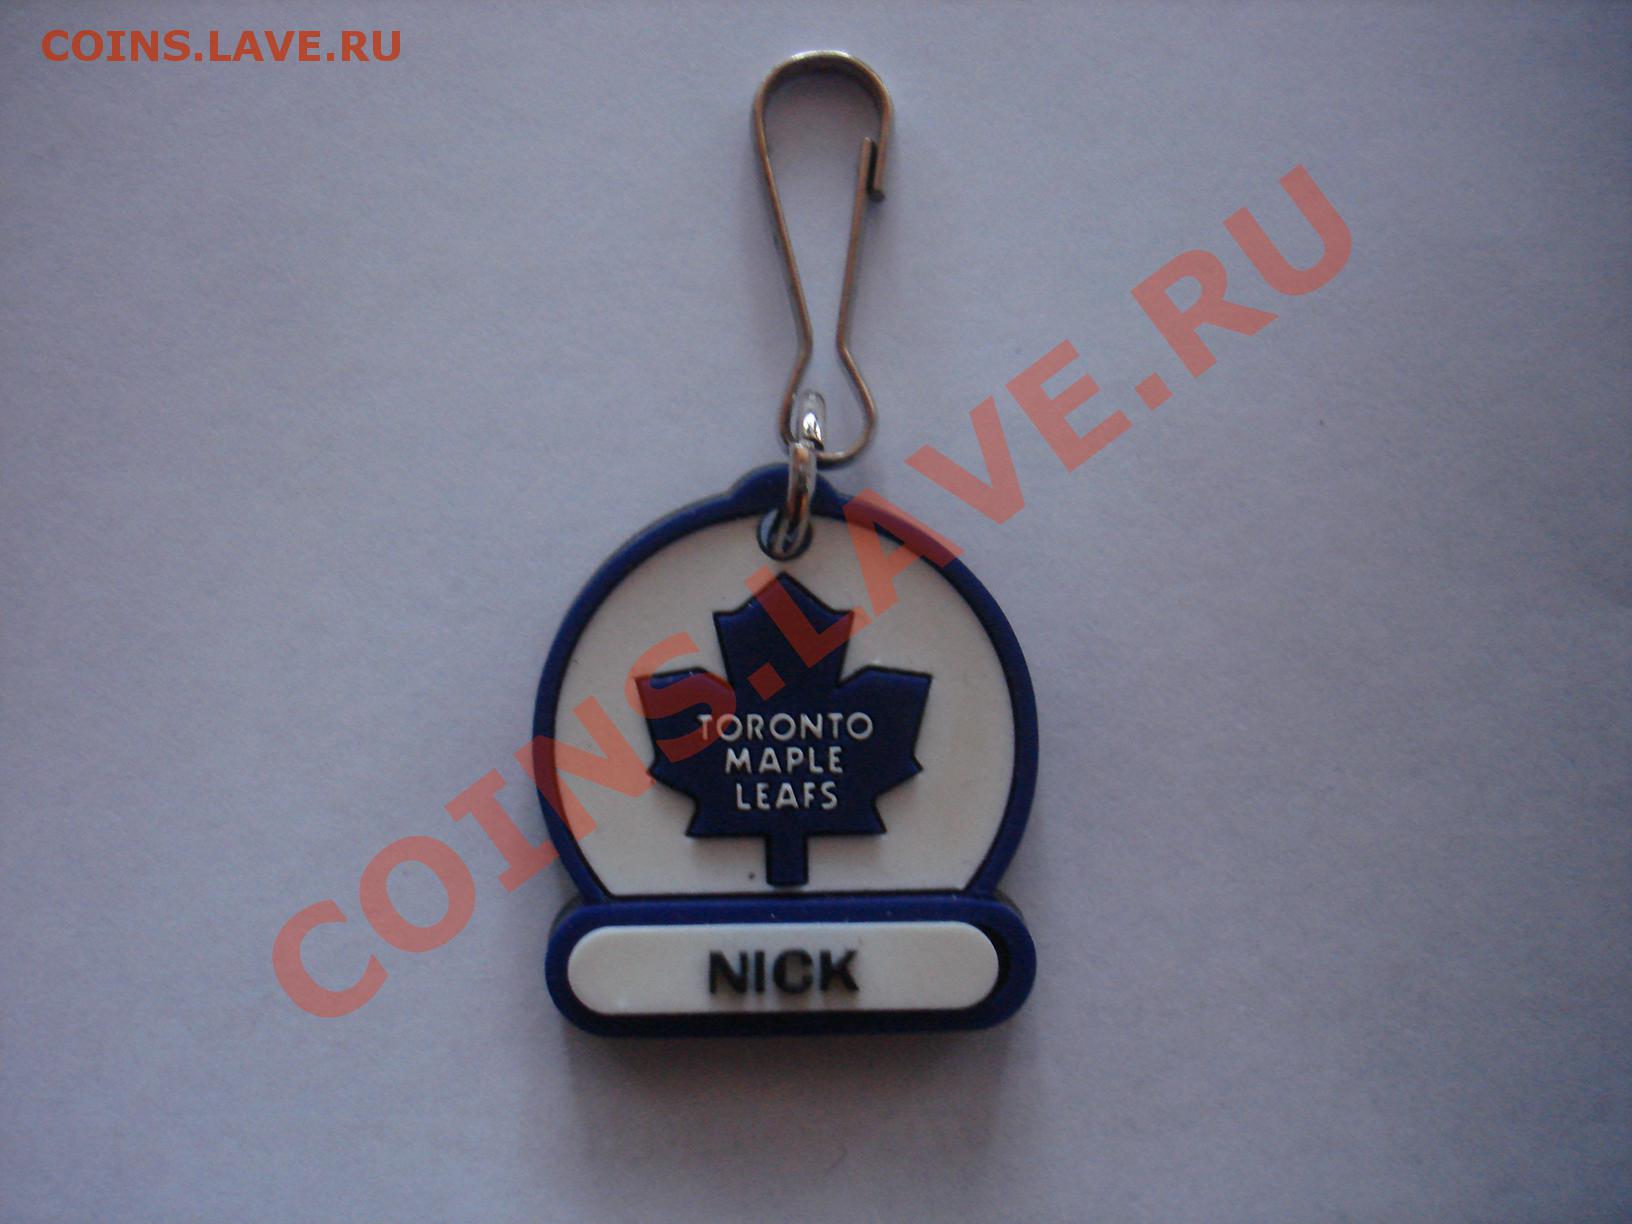 COINS.LAVE.RU
COINS.LAVE.RU
TORONTO
MAPLE
LEAFS
NICK